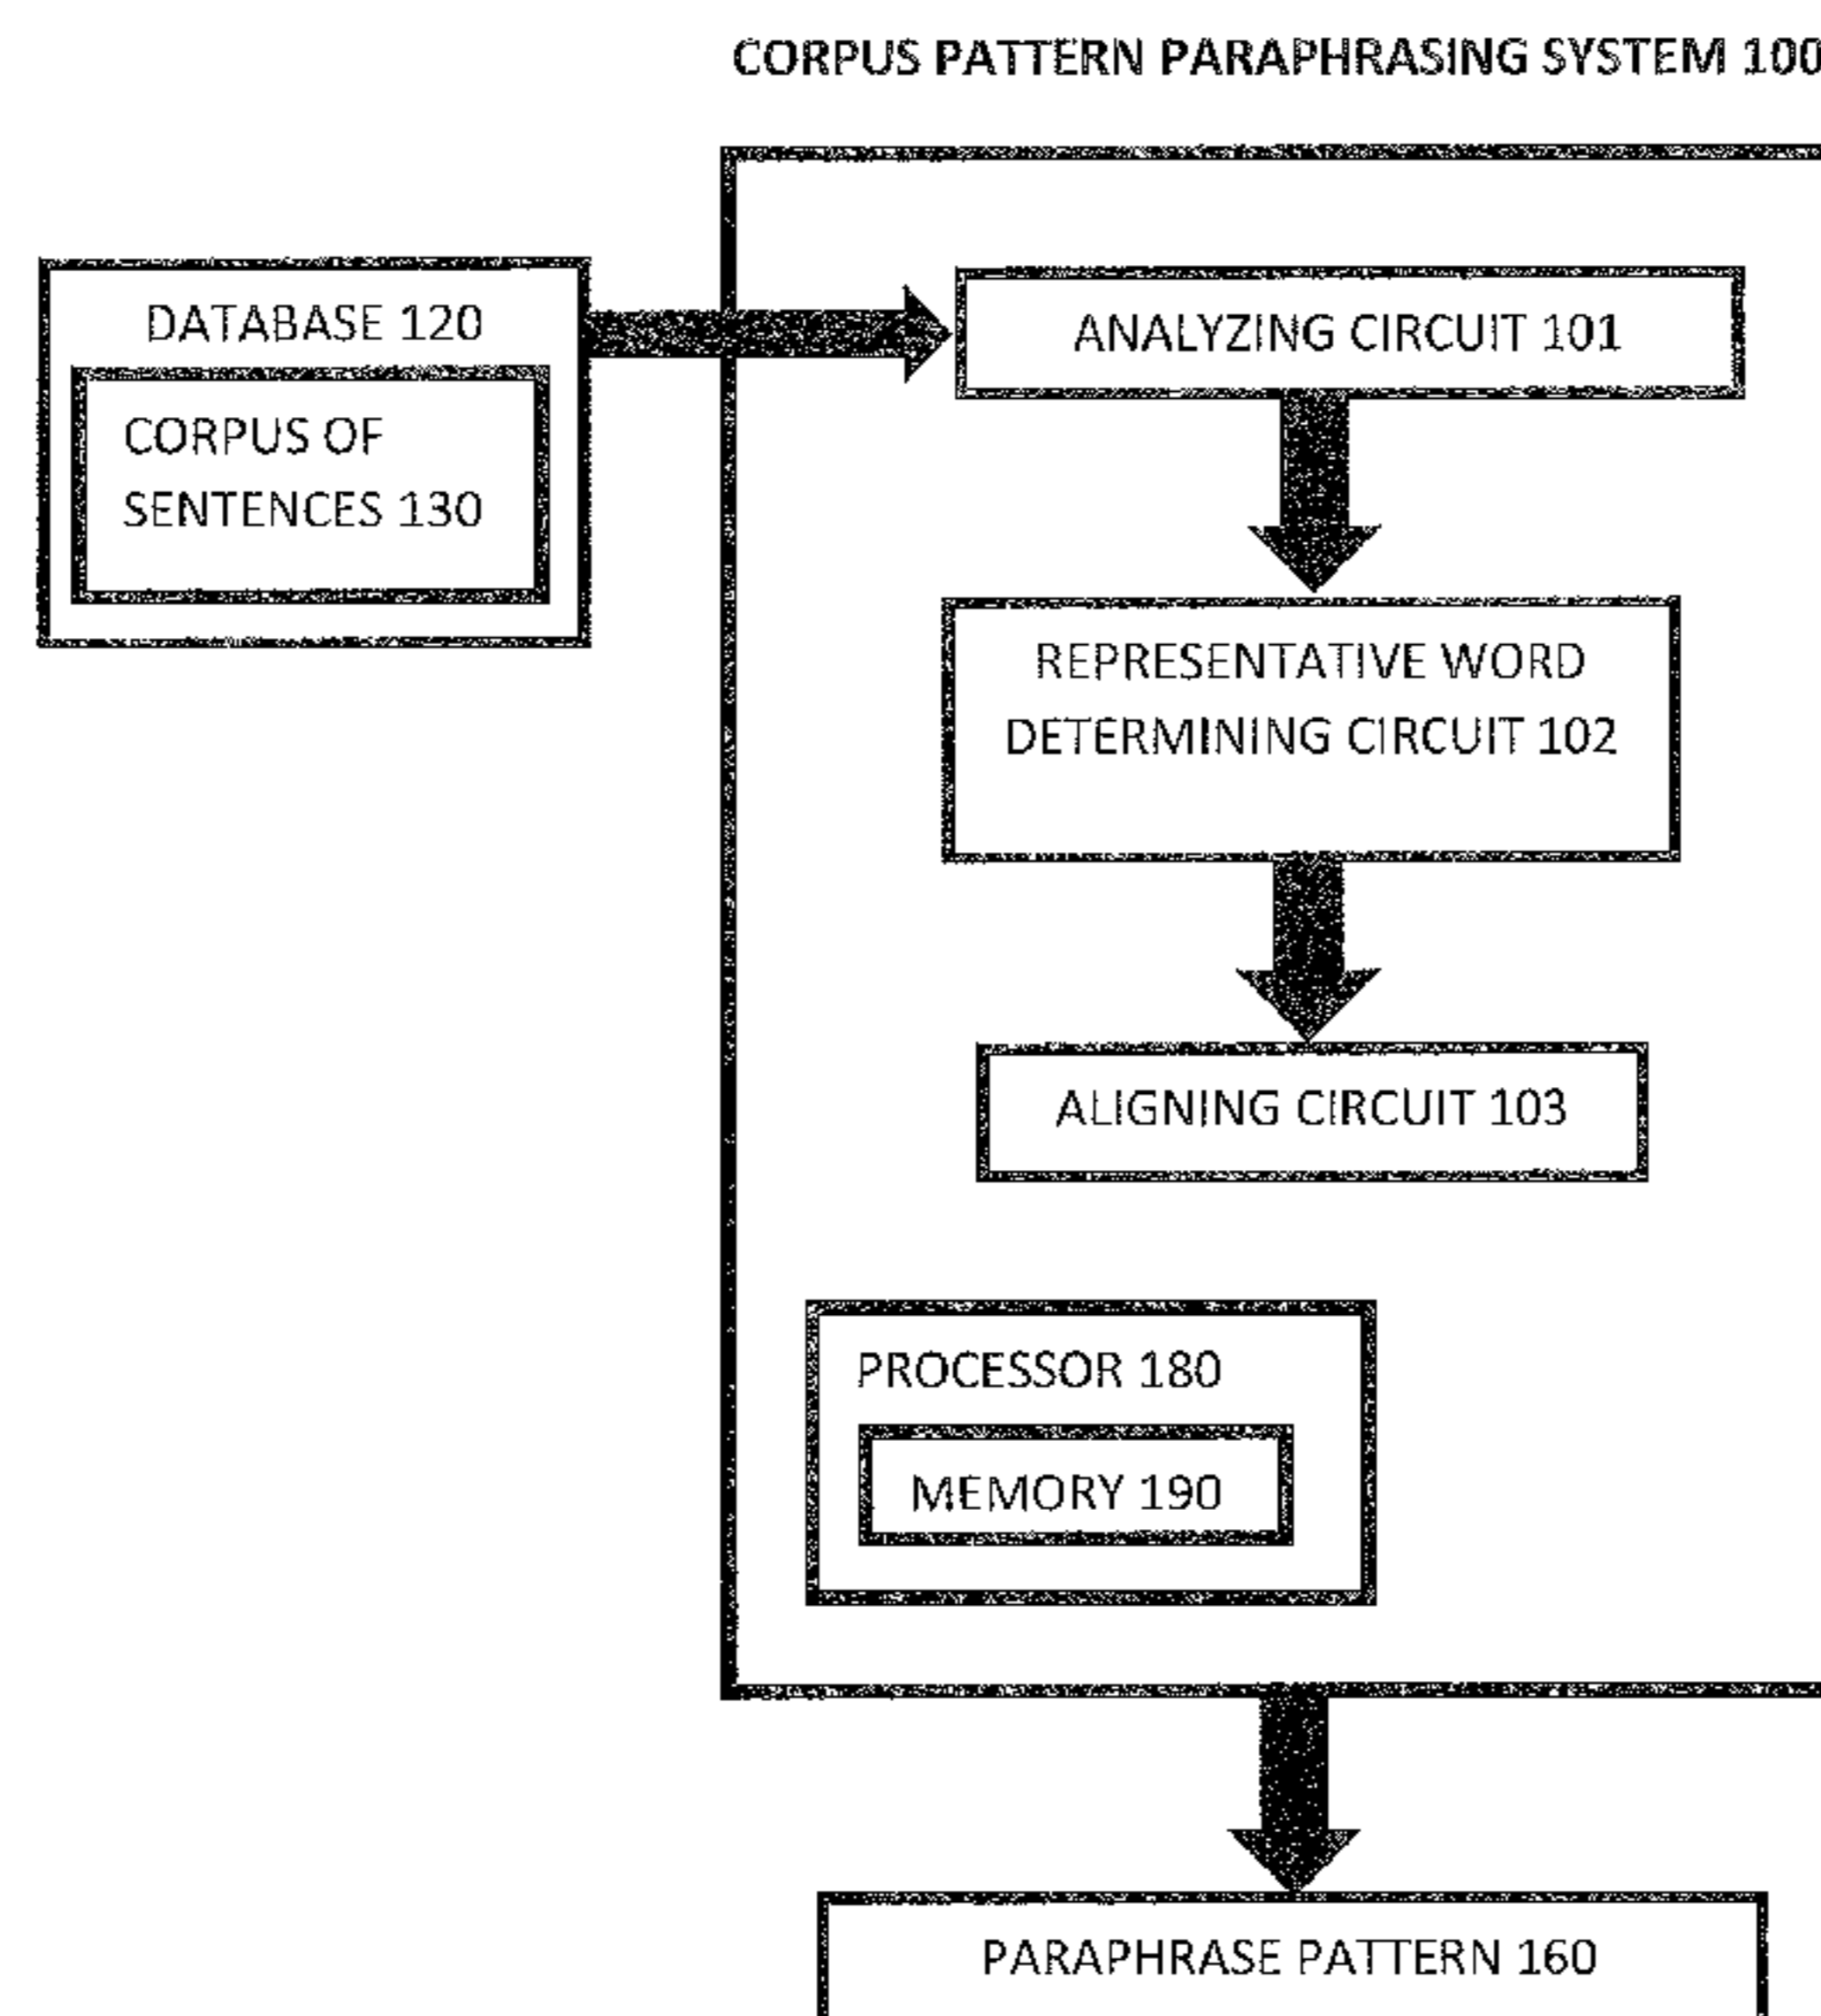 CORPUS PATTERN PARAPHRASING SYSTEM 100
DATABASE 120
CORPUS OF
SENTENCES 130
ANALYZING CIRCUIT 101
REPRESENTATIVE WORD
DETERMINING CIRCUIT 102
ALIGNING CIRCUIT 103
PROCESSOR 180
MEMORY 190
PARAPHRASE PATTERN 160